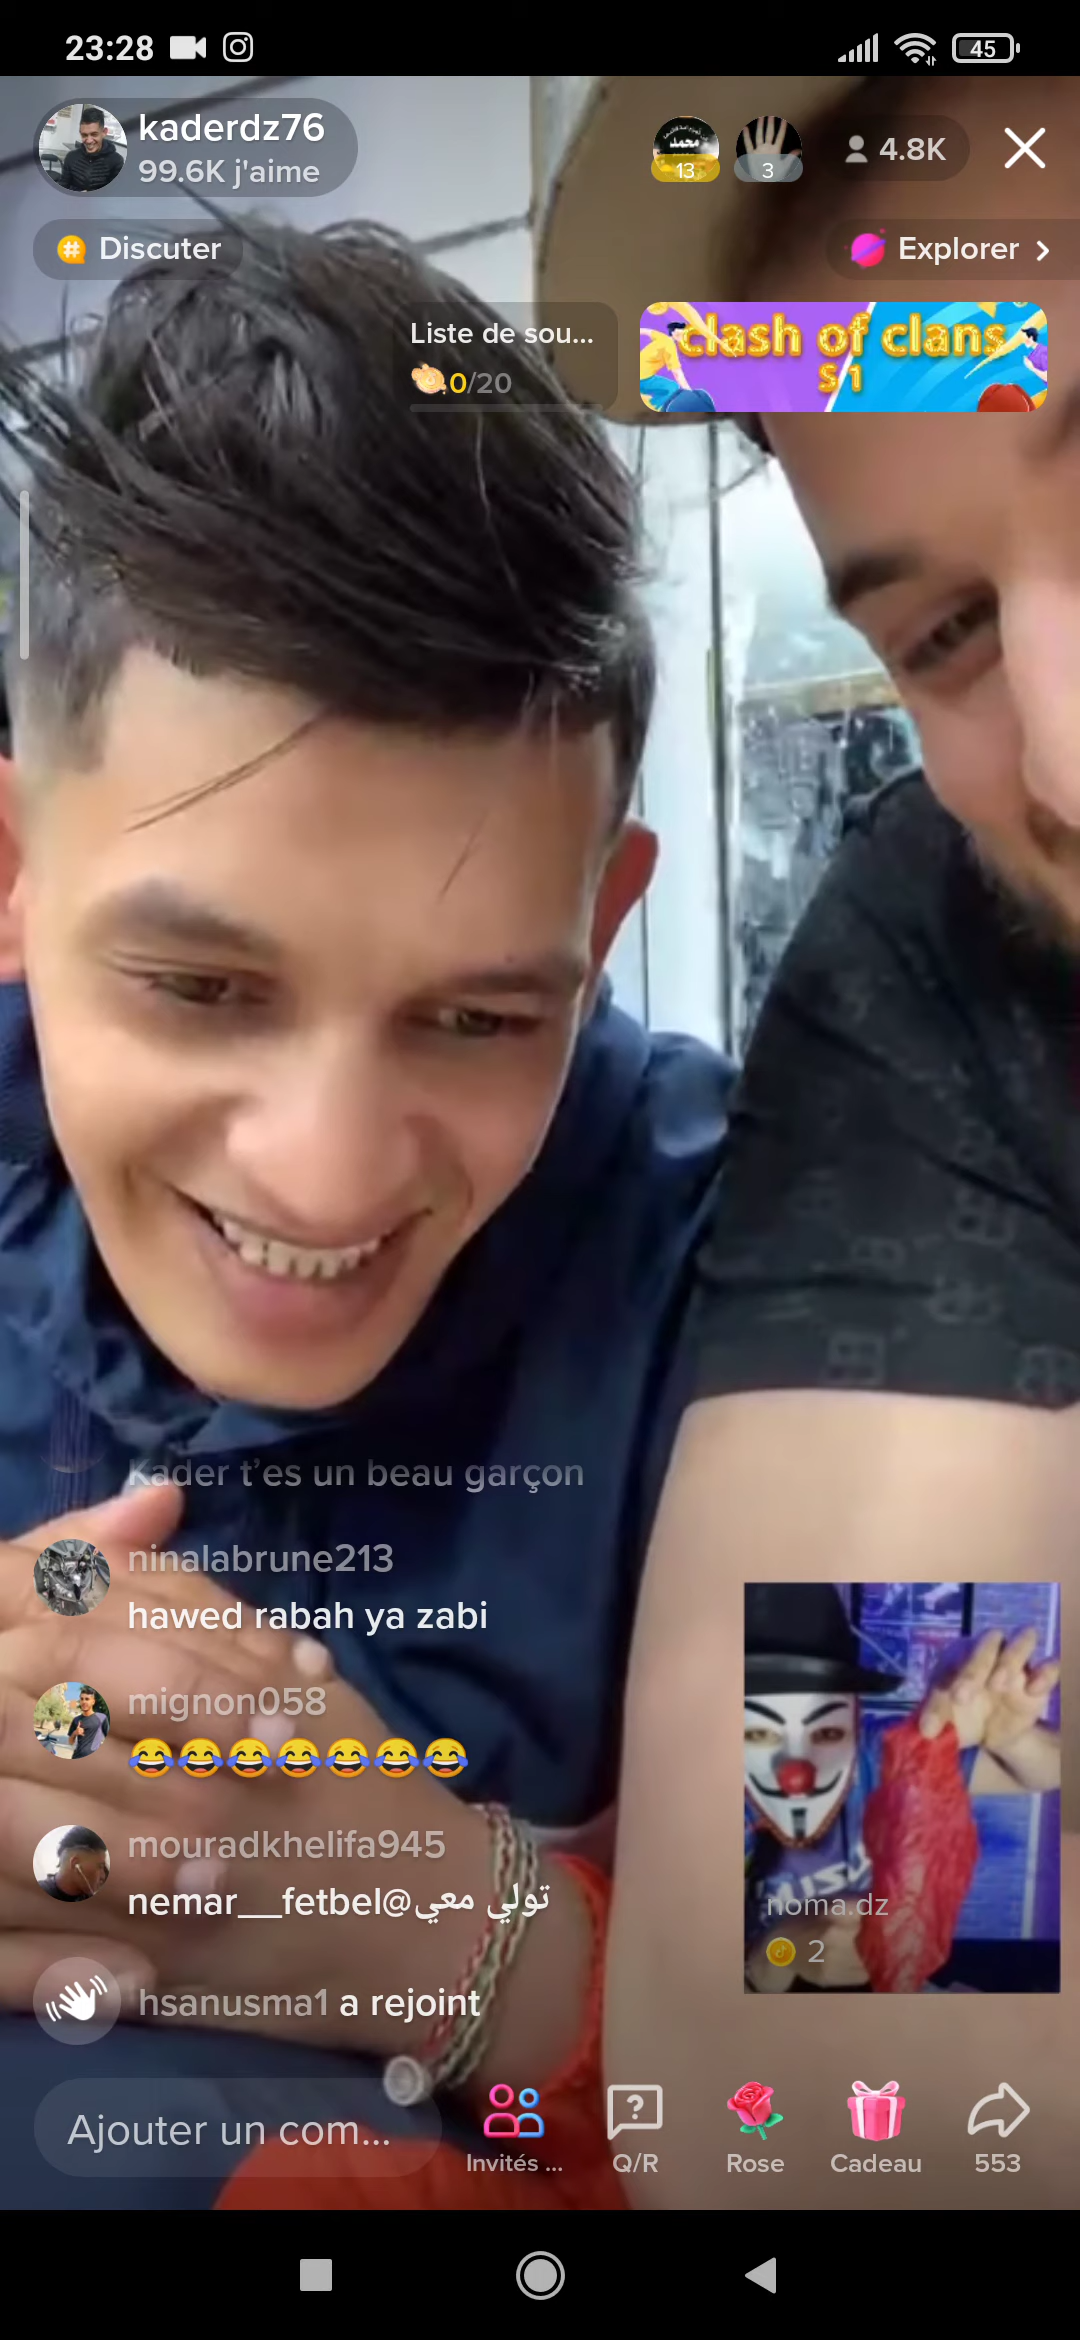 23:28
45
kaderdz76
99.6K j'aime
13
3
4.8K
Discuter
Explorer
Liste de sou...
0/20
clash of clans
S1
Kader t'es un beau garçon
ninalabrune213
hawed rabah ya zabi
mignon058
😂😂😂😂😂😂😂
mouradkhelifa945
nemar__fetbel@تولي معي
noma.dz
2
hsanusma1 a rejoint
Ajouter un com...
Invités ...
Q/R
Rose
Cadeau
553